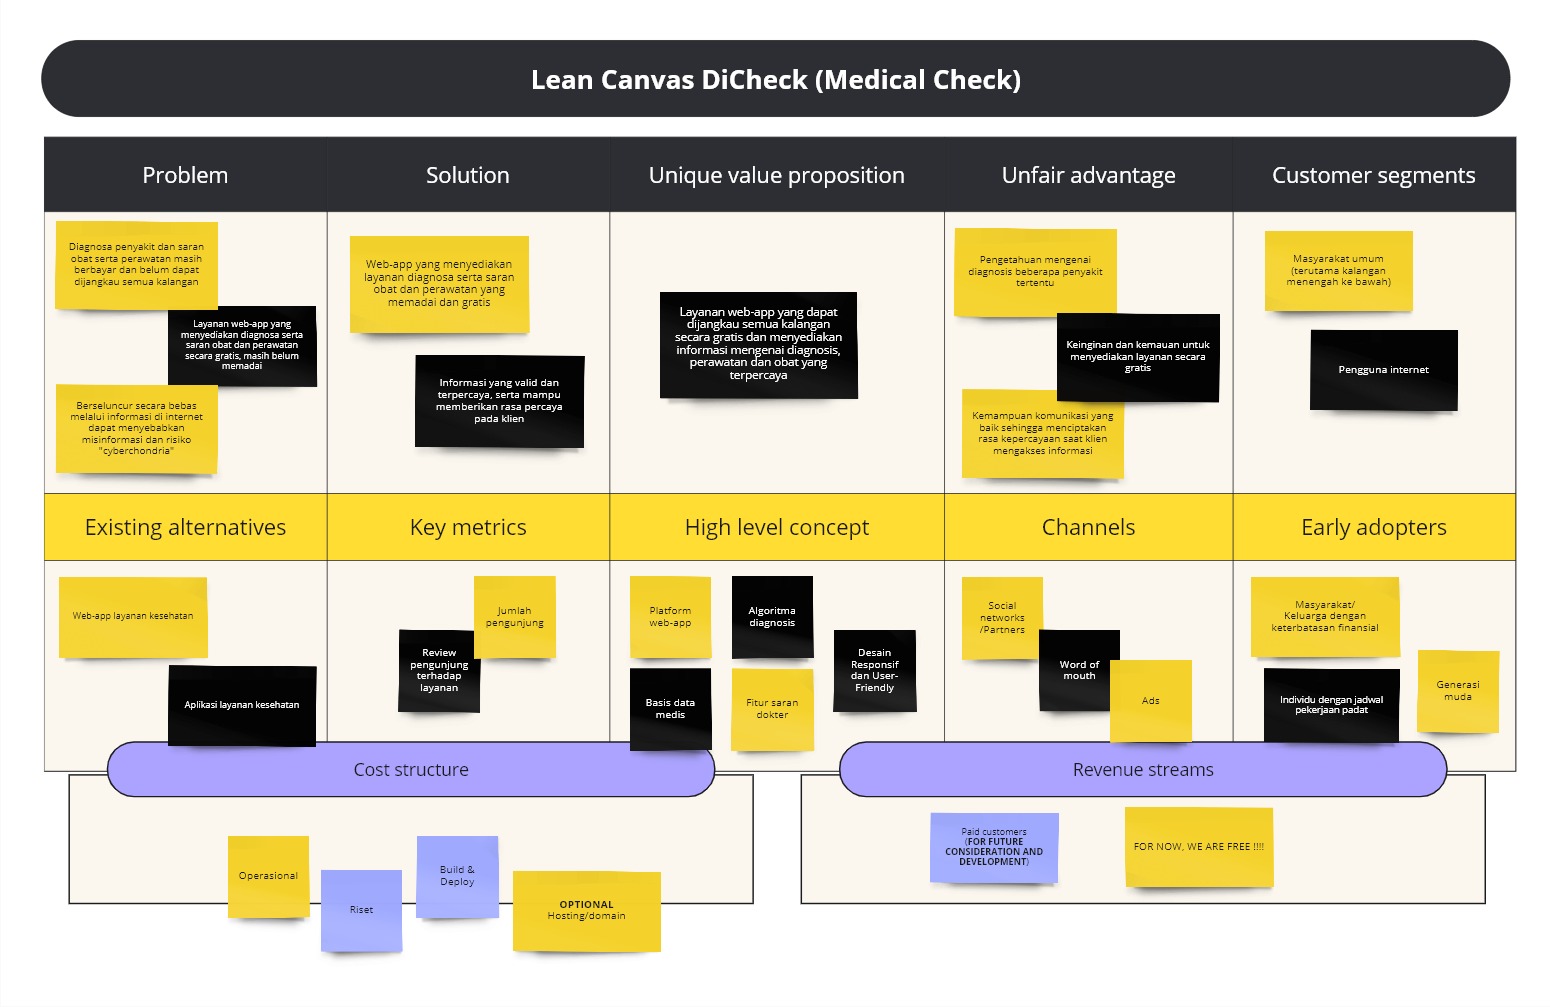 Lean Canvas DiCheck (Medical Check)
Problem
Solution
Unique value proposition
Unfair advantage
Customer segments
Diagnosa penyakit dan saran
obat serta perawatan masih
berbayar dan belum dapat
dijangkau semua kalangan
Layanan web-app yang
menyediakan diagnosa serta
saran obat dan perawatan
secara gratis, masih belum
memadai
Berseluncur secara bebas
melalui informasi di internet
dapat menyebabkan
misinformasi dan risiko
"cyberchondria"
Web-app yang menyediakan
layanan diagnosa serta saran
obat dan perawatan yang
memadai dan gratis
Informasi yang valid dan
terpercaya, serta mampu
memberikan rasa percaya
pada klien
Layanan web-app yang dapat
dijangkau semua kalangan
secara gratis dan menyediakan
informasi mengenai diagnosis,
perawatan dan obat yang
terpercaya
Pengetahuan mengenai
diagnosis beberapa penyakit
tertentu
Keinginan dan kemauan untuk
menyediakan layanan secara
gratis
Kemampuan komunikasi yang
baik sehingga menciptakan
rasa kepercayaan saat klien
mengakses informasi
Masyarakat umum
(terutama kalangan
menengah ke bawah)
Pengguna internet
Existing alternatives
Key metrics
High level concept
Channels
Early adopters
Web-app layanan kesehatan
Aplikasi layanan kesehatan
Jumlah
pengunjung
Review
pengunjung
terhadap
layanan
Platform
web-app
Algoritma
diagnosis
Desain
Responsif
dan User-
Friendly
Basis data
medis
Fitur saran
dokter
Social
networks
/Partners
Word of
mouth
Ads
Masyarakat/
Keluarga dengan
keterbatasan finansial
Individu dengan jadwal
pekerjaan padat
Generasi
muda
Cost structure
Revenue streams
Operasional
Riset
Build &
Deploy
OPTIONAL
Hosting/domain
Paid customers
(FOR FUTURE
CONSIDERATION AND
DEVELOPMENT)
FOR NOW, WE ARE FREE !!!!